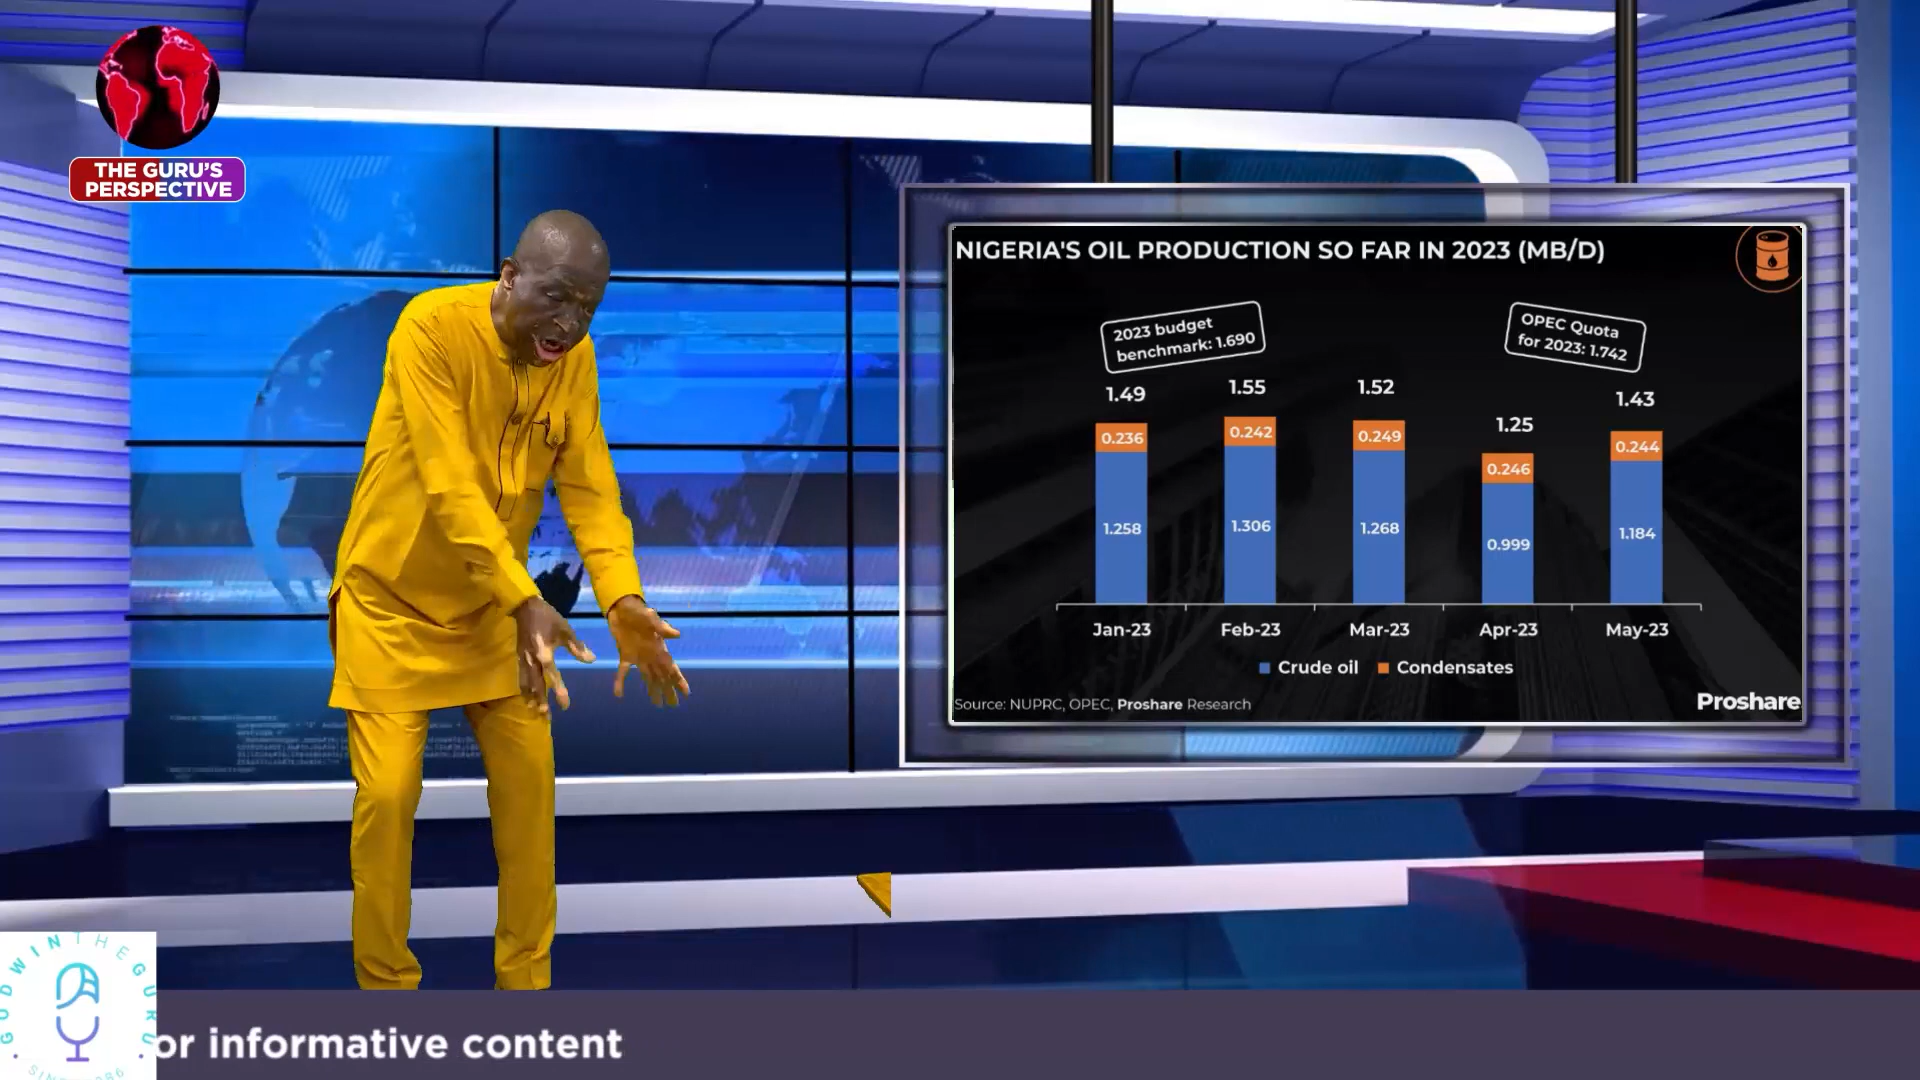 THE GURU'S
PERSPECTIVE
NIGERIA'S OIL PRODUCTION SO FAR IN 2023 (MB/D)
2023 budget
benchmark: 1.690
OPEC Quota
for 2023: 1.742
1.49
1.55
1.52
1.25
1.43
0.236
0.242
0.249
0.246
0.244
1.258
1.306
1.268
0.999
1.184
Jan-23
Feb-23
Mar-23
Apr-23
May-23
Crude oil
Condensates
Source: NUPRC, OPEC, Proshare Research
Proshare
GUDWINTHEGURU
or informative content